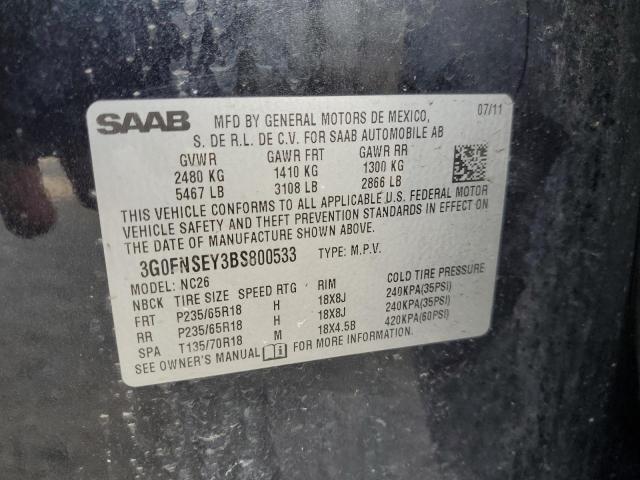 SAAB MFD BY GENERAL MOTORS DE MEXICO, 07/11
S. DE R.L. DE C.V. FOR SAAB AUTOMOBILE AB
GVWR GAWR FRT GAWR RR
2480 KG 1410 KG 1300 KG
5467 LB 3108 LB 2866 LB
THIS VEHICLE CONFORMS TO ALL APPLICABLE U.S. FEDERAL MOTOR
VEHICLE SAFETY AND THEFT PREVENTION STANDARDS IN EFFECT ON
THE DATE OF MANUFACTURE SHOWN ABOVE.
3G0FNSEY3BS800533 TYPE: M.P.V.
MODEL: NC26
NBCK TIRE SIZE SPEED RTG RIM COLD TIRE PRESSURE
FRT P235/65R18 H 18X8J 240KPA(35PSI)
RR P235/65R18 H 18X8J 240KPA(35PSI)
SPA T135/70R18 M 18X4.5B 420KPA(60PSI)
SEE OWNER'S MANUAL FOR MORE INFORMATION.